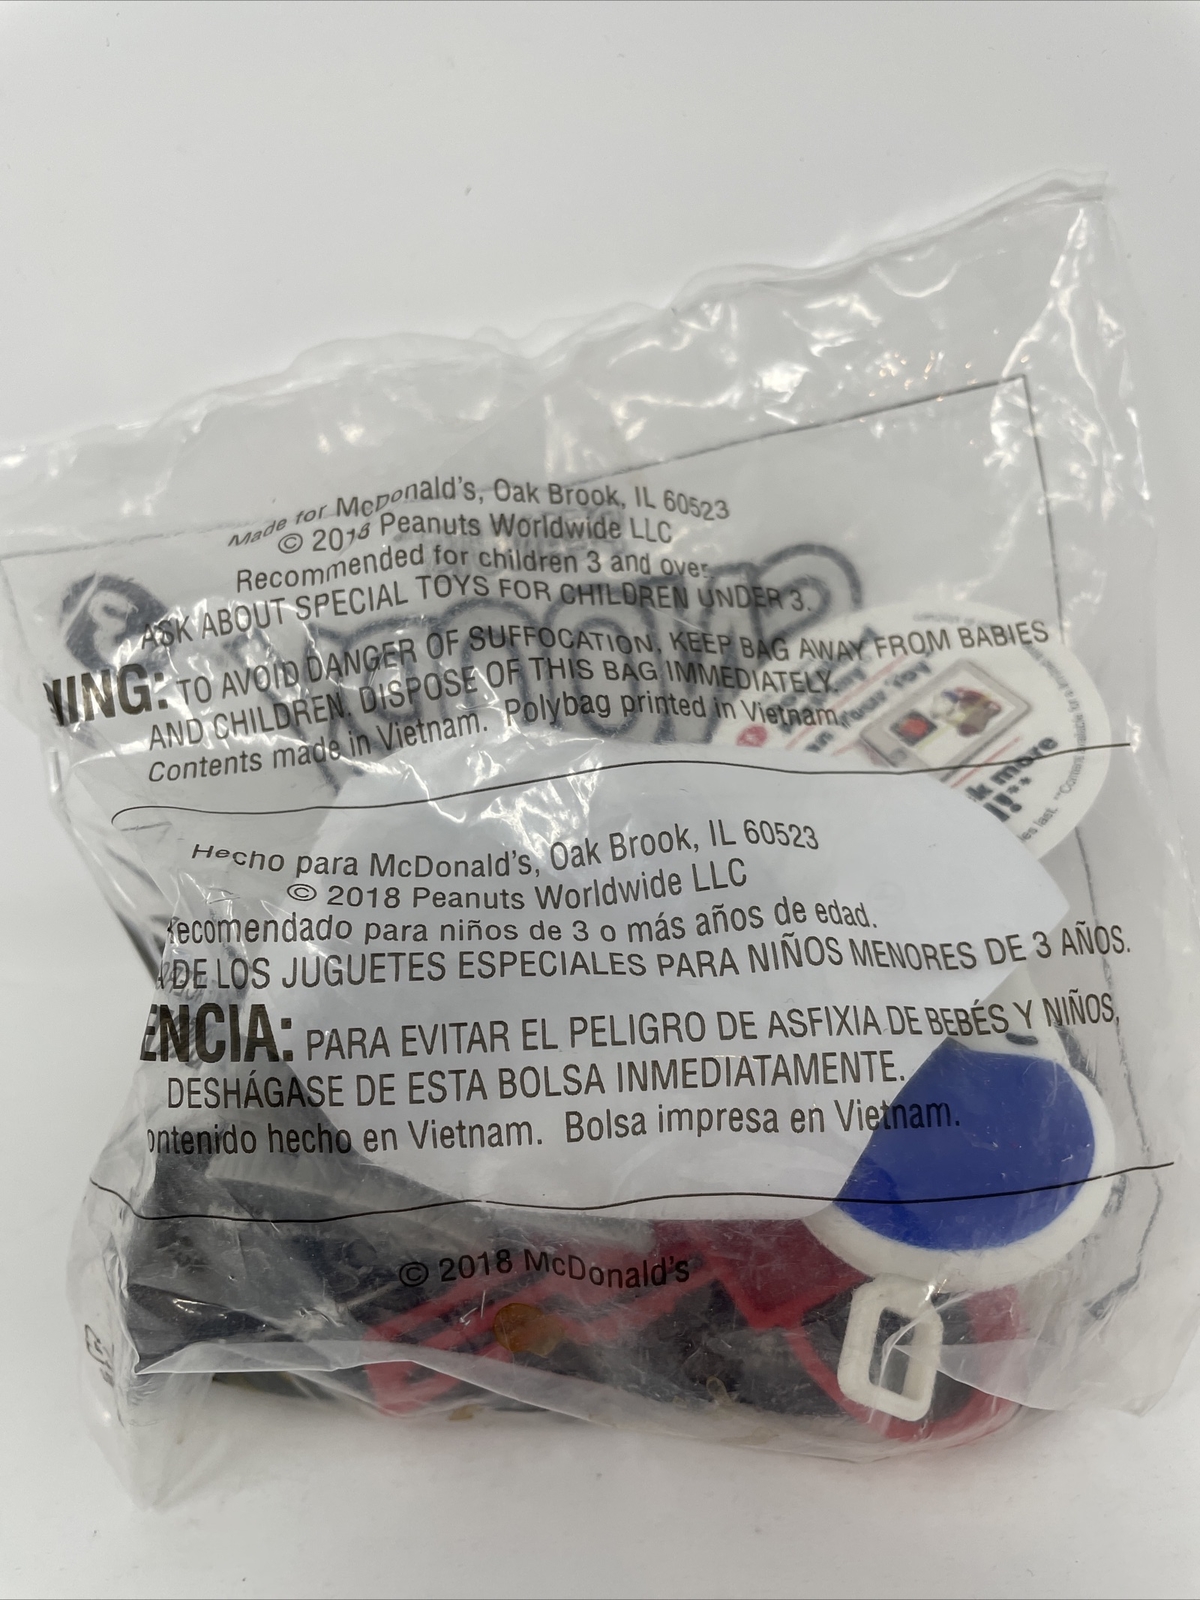 Made for McDonald's, Oak Brook, IL 60523
© 2018 Peanuts Worldwide LLC
Recommended for children 3 and over.
ASK ABOUT SPECIAL TOYS FOR CHILDREN UNDER 3.
NING: TO AVOID DANGER OF SUFFOCATION, KEEP BAG AWAY FROM BABIES
AND CHILDREN. DISPOSE OF THIS BAG IMMEDIATELY.
Contents made in Vietnam. Polybag printed in Vietnam.
Hecho para McDonald's, Oak Brook, IL 60523
© 2018 Peanuts Worldwide LLC
ecomendado para niños de 3 o más años de edad.
DE LOS JUGUETES ESPECIALES PARA NIÑOS MENORES DE 3 AÑOS.
ENCIA: PARA EVITAR EL PELIGRO DE ASFIXIA DE BEBÉS Y NIÑOS,
DESHÁGASE DE ESTA BOLSA INMEDIATAMENTE.
ontenido hecho en Vietnam. Bolsa impresa en Vietnam.
© 2018 McDonald's